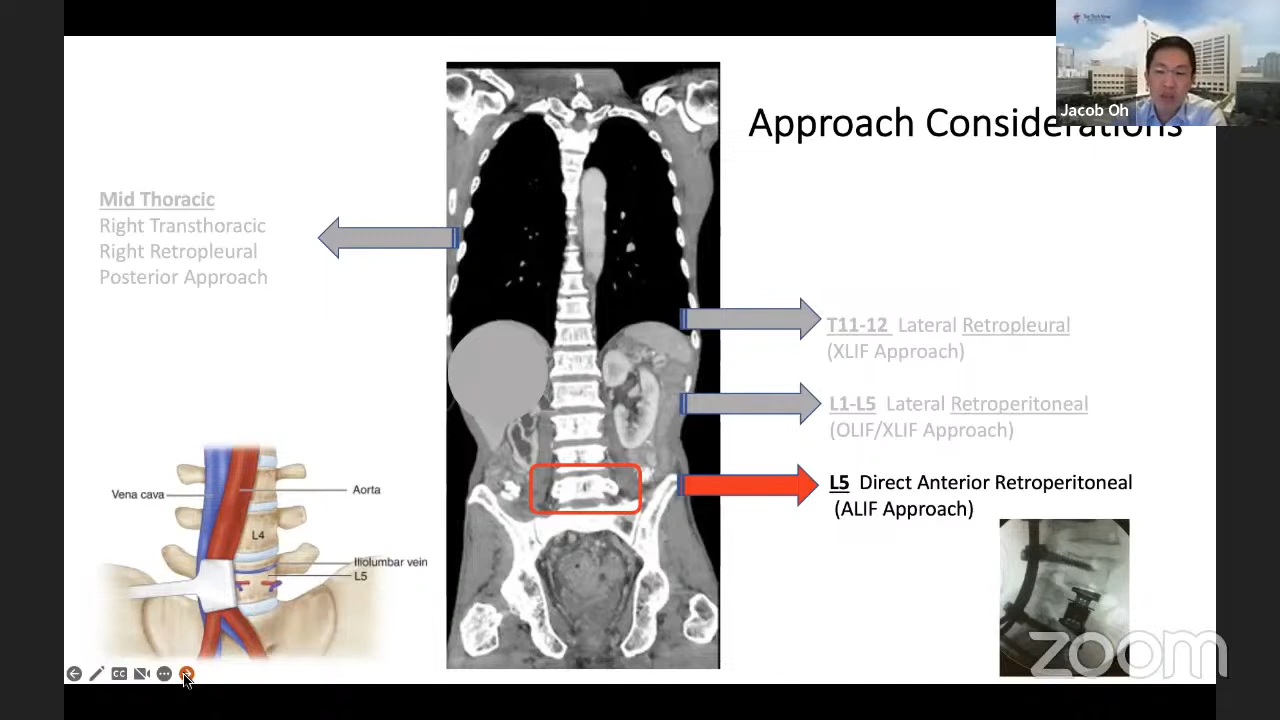 Approach Considerations
Jacob Oh
Mid Thoracic
Right Transthoracic
Right Retropleural
Posterior Approach
T11-12 Lateral Retropleural
(XLIF Approach)
L1-L5 Lateral Retroperitoneal
(OLIF/XLIF Approach)
L5 Direct Anterior Retroperitoneal
(ALIF Approach)
Vena cava
Aorta
L4
Iliolumbar vein
L5
CC
zoom